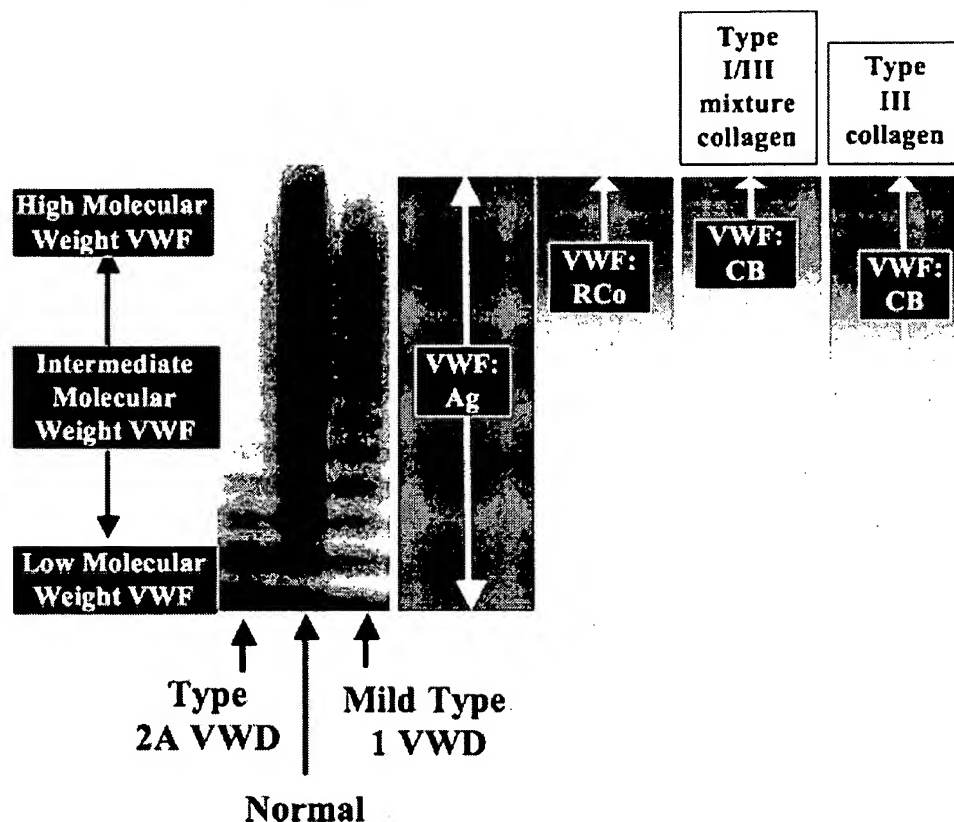 Type
I/III
mixture
collagen
Type
III
collagen
High Molecular
Weight VWF
VWF:
RCo
VWF:
CB
VWF:
CB
Intermediate
Molecular
Weight VWF
VWF:
Ag
Low Molecular
Weight VWF
Type
2A VWD
Mild Type
1 VWD
Normal